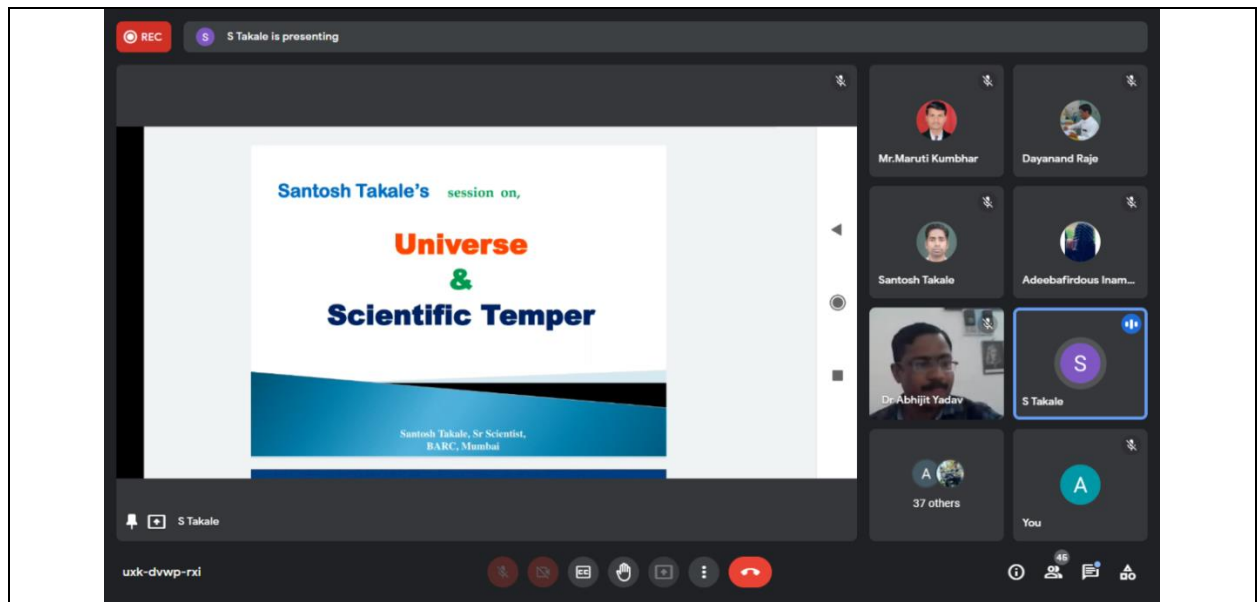 REC
S
S Takale is presenting
Santosh Takale's session on,
Universe
&
Scientific Temper
Santosh Takale, Sr Scientist,
BARC, Mumbai
S Takale
Mr.Maruti Kumbhar
Dayanand Raje
Santosh Takale
Adeebafirdous Inam...
Dr Abhijit Yadav
S
S Takale
A
37 others
A
You
uxk-dvwp-rxi
CC
45